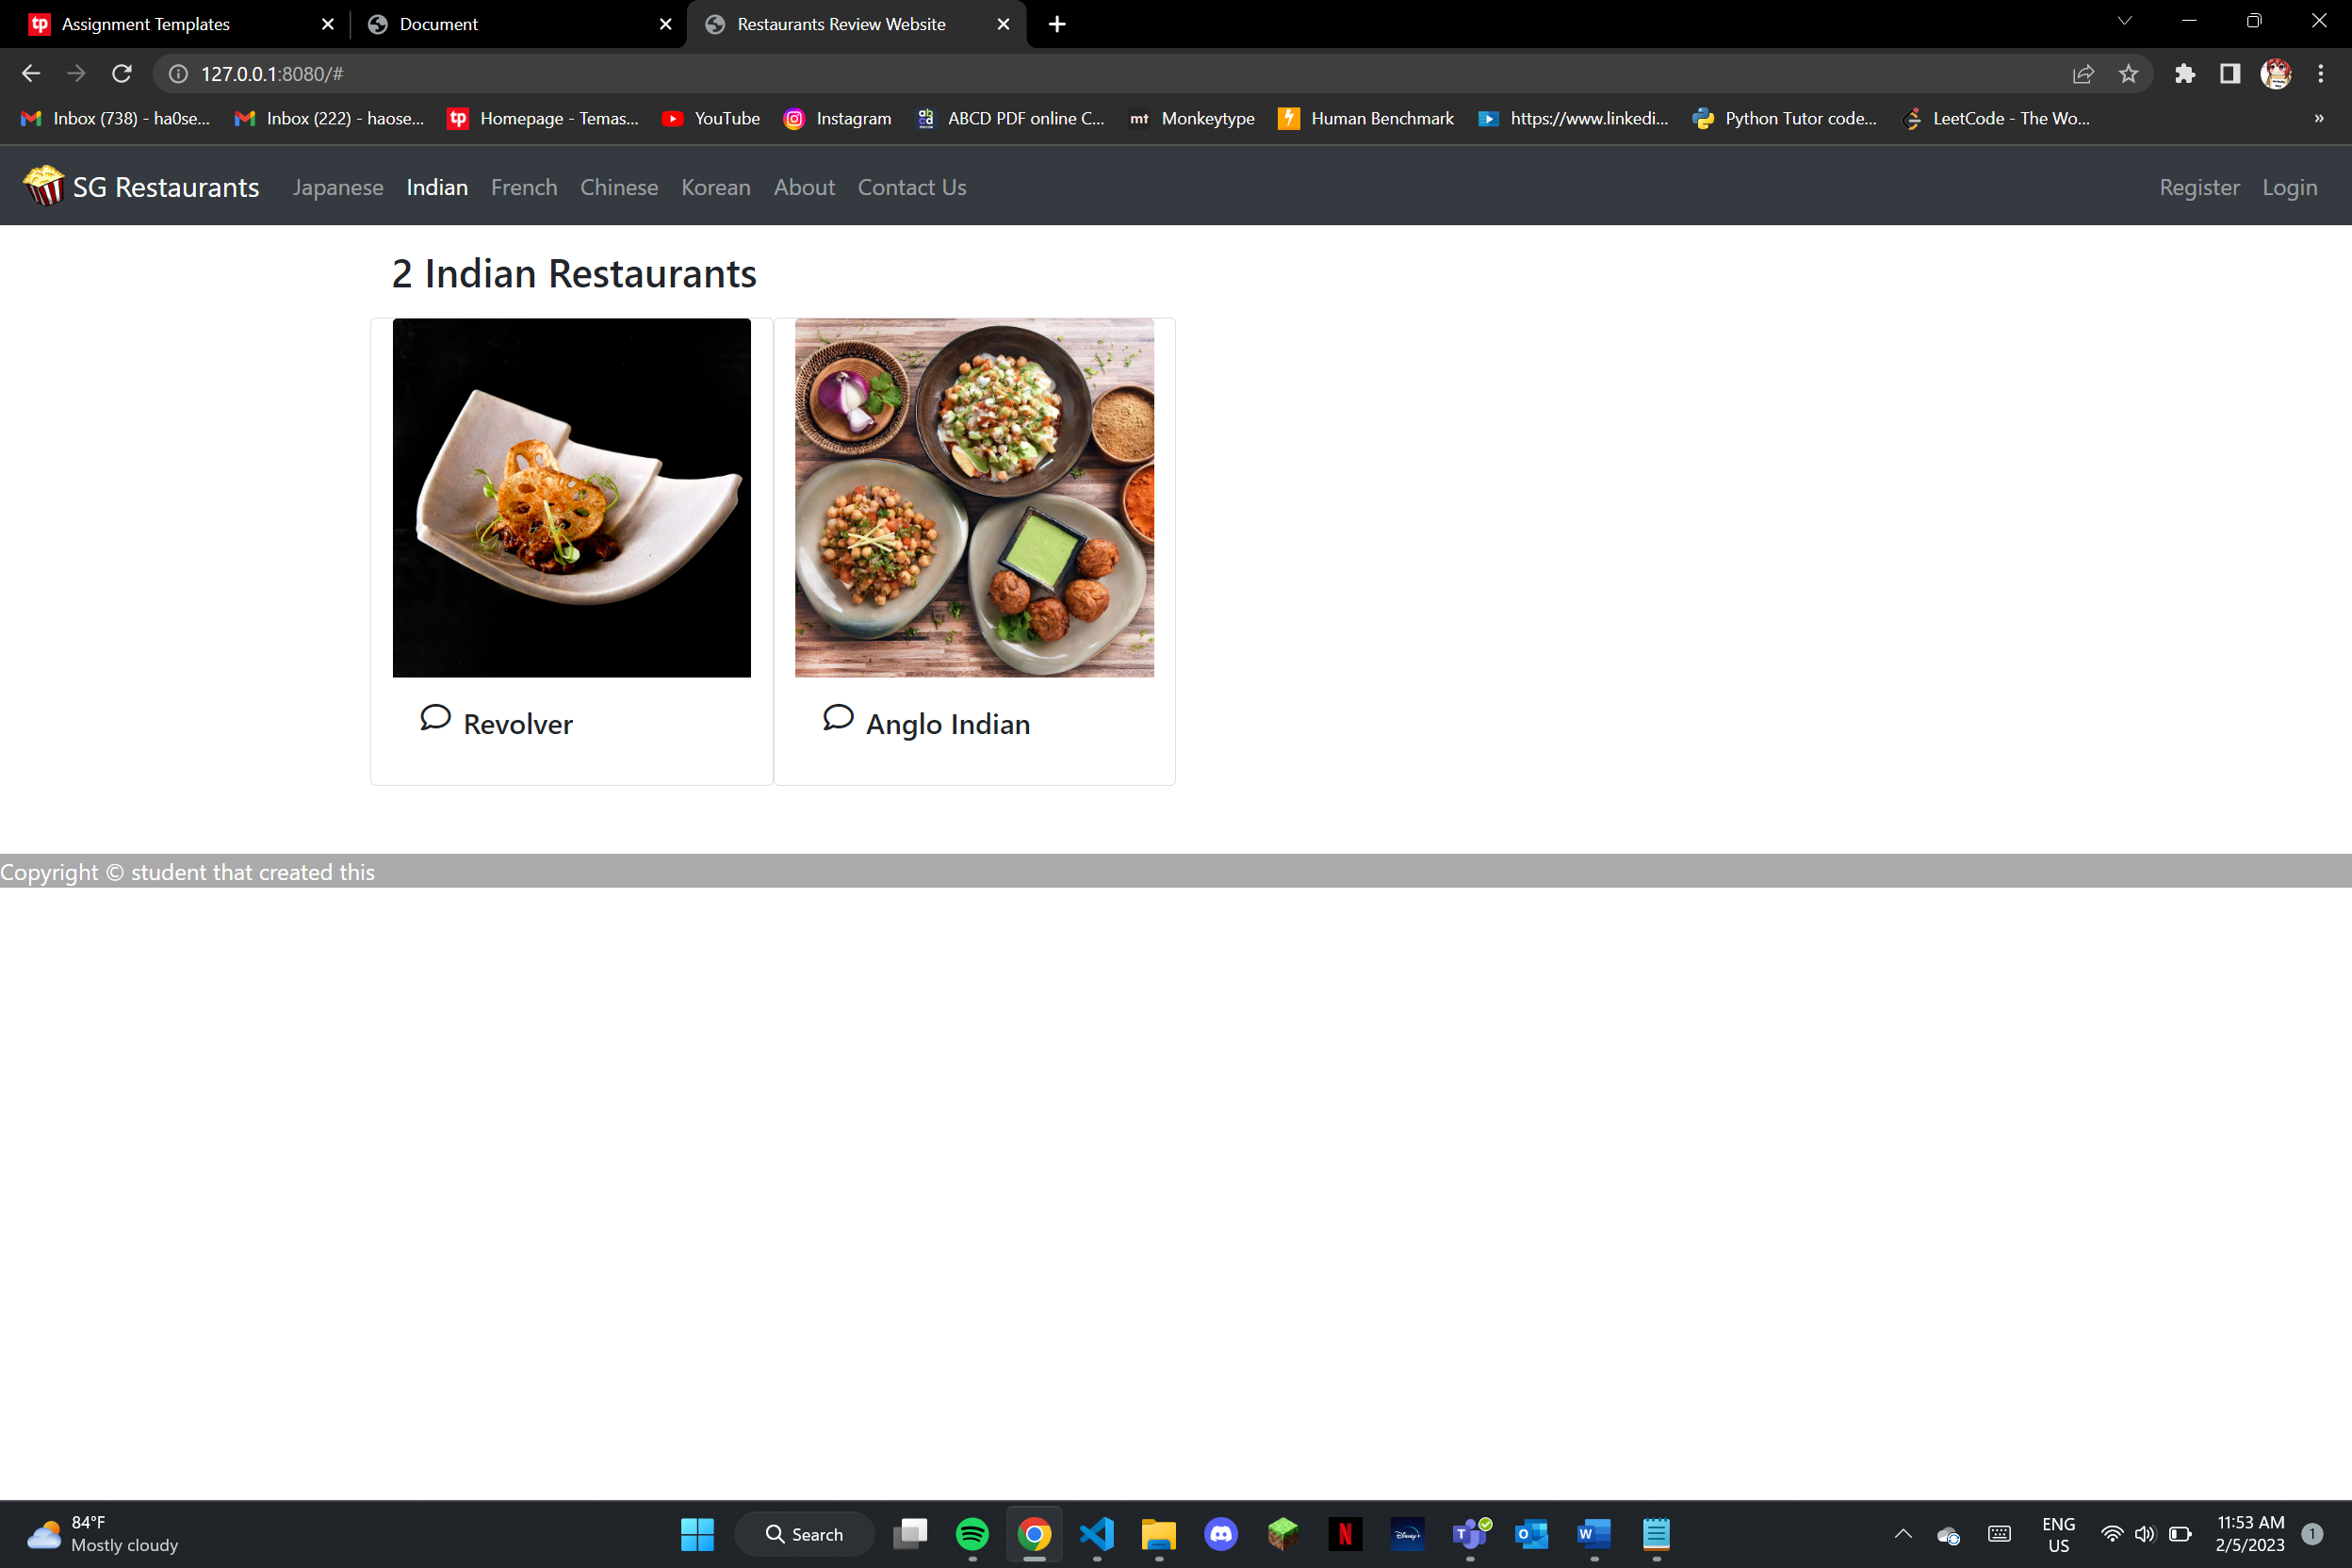 tp Assignment Templates
Document
Restaurants Review Website
127.0.0.1:8080/#
Inbox (738) - ha0se...
Inbox (222) - haose...
tp Homepage - Temas...
YouTube
Instagram
ABCD PDF online C...
mt Monkeytype
Human Benchmark
https://www.linkedi...
Python Tutor code...
LeetCode - The Wo...
»
SG Restaurants
Japanese
Indian
French
Chinese
Korean
About
Contact Us
Register
Login
2 Indian Restaurants
Revolver
Anglo Indian
Copyright © student that created this
84°F
Mostly cloudy
Search
ENG
US
11:53 AM
2/5/2023
1